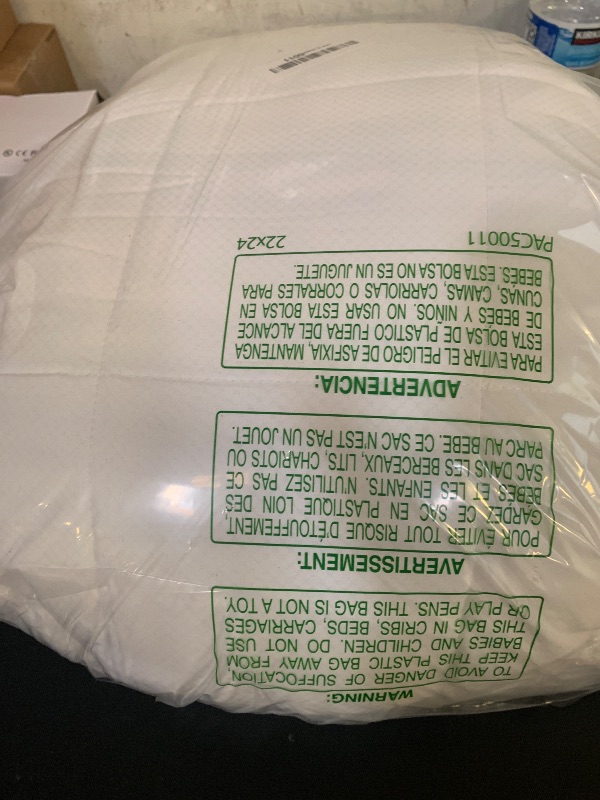 WARNING:
TO AVOID DANGER OF SUFFOCATION,
KEEP THIS PLASTIC BAG AWAY FROM
BABIES AND CHILDREN. DO NOT USE
THIS BAG IN CRIBS, BEDS, CARRIAGES
OR PLAY PENS. THIS BAG IS NOT A TOY.
AVERTISSEMENT:
POUR ÉVITER TOUT RISQUE D'ÉTOUFFEMENT,
GARDEZ CE SAC EN PLASTIQUE LOIN DES
BÉBÉS ET LES ENFANTS. N'UTILISEZ PAS CE
SAC DANS LES BERCEAUX, LITS, CHARIOTS OU
PARC AU BEBE. CE SAC N'EST PAS UN JOUET.
ADVERTENCIA:
PARA EVITAR EL PELIGRO DE ASFIXIA, MANTENGA
ESTA BOLSA DE PLASTICO FUERA DEL ALCANCE
DE BEBES Y NIÑOS. NO USAR ESTA BOLSA EN
CUNAS, CAMAS, CARRIOLAS O CORRALES PARA
BEBÉS. ESTA BOLSA NO ES UN JUGUETE.
PAC50011 22x24
KIRK
CE